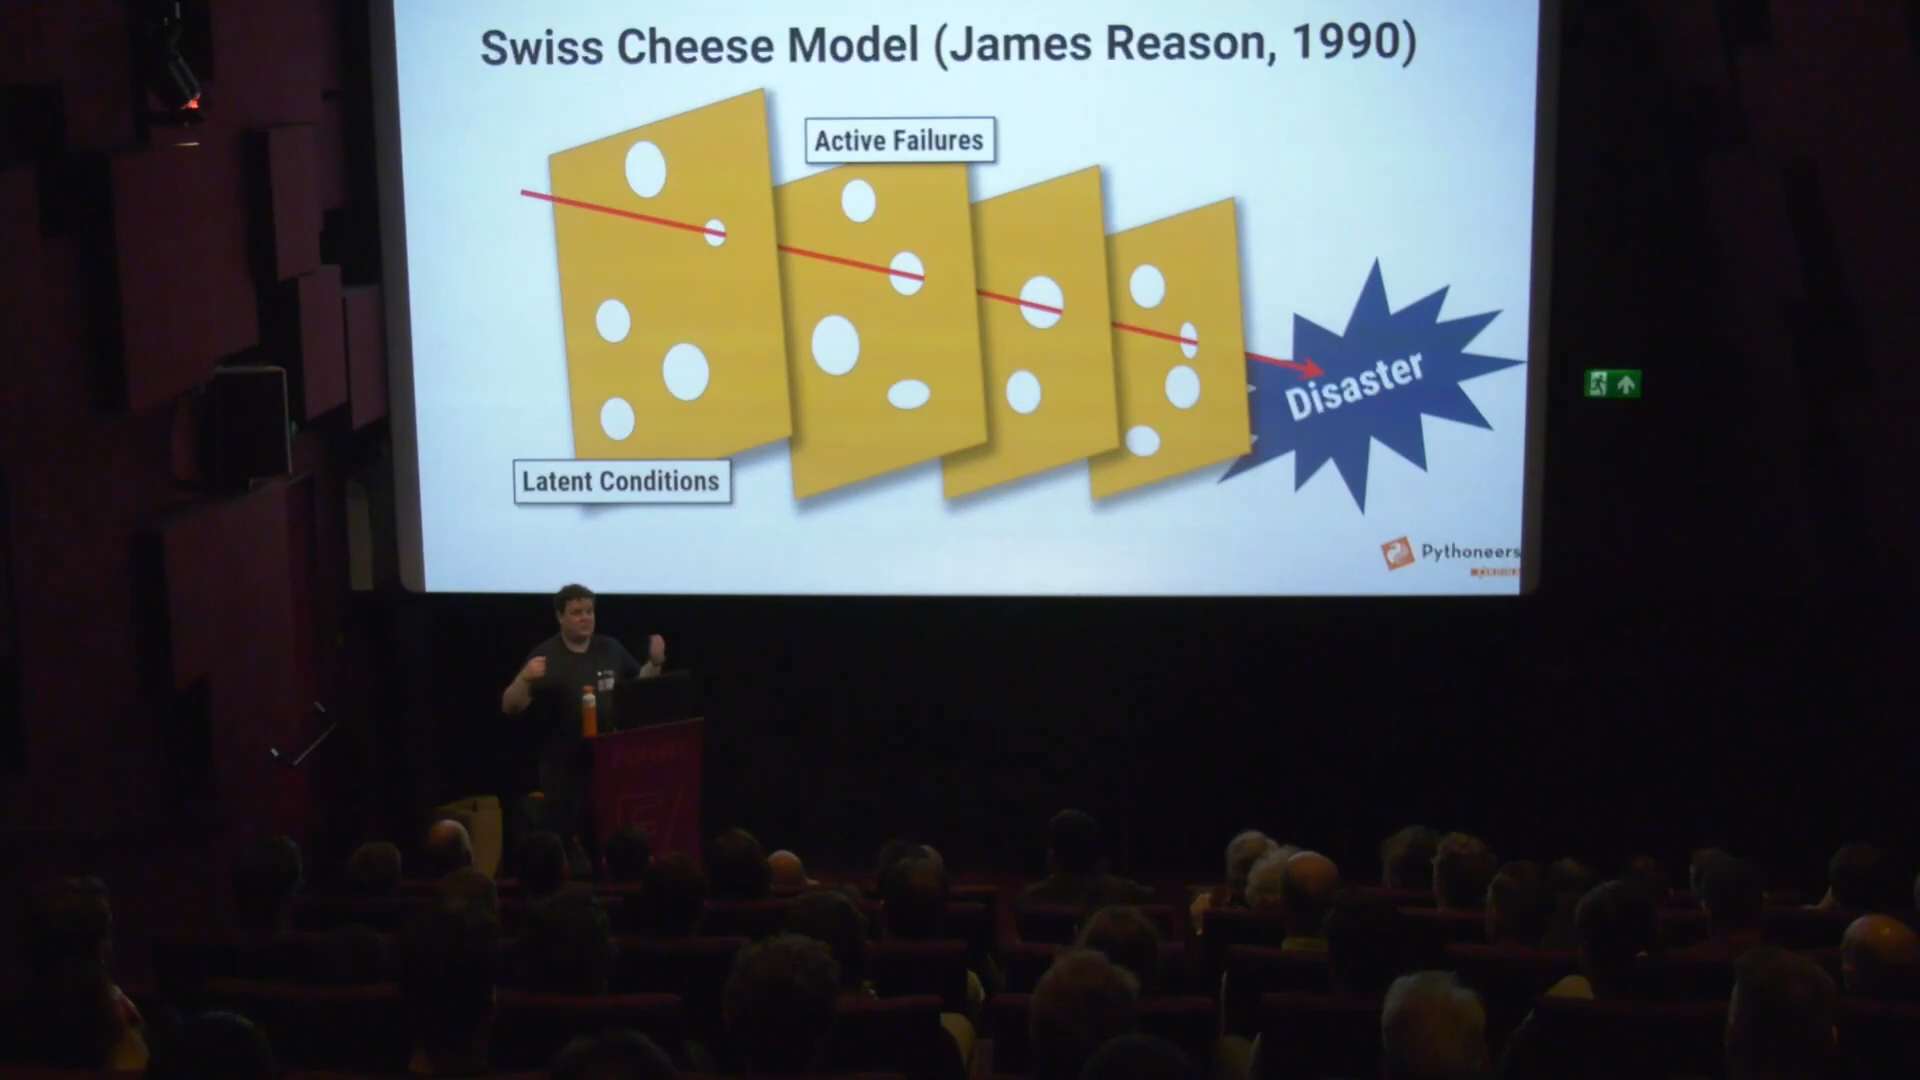 Swiss Cheese Model (James Reason, 1990)
Active Failures
Latent Conditions
Disaster
Pythoneers